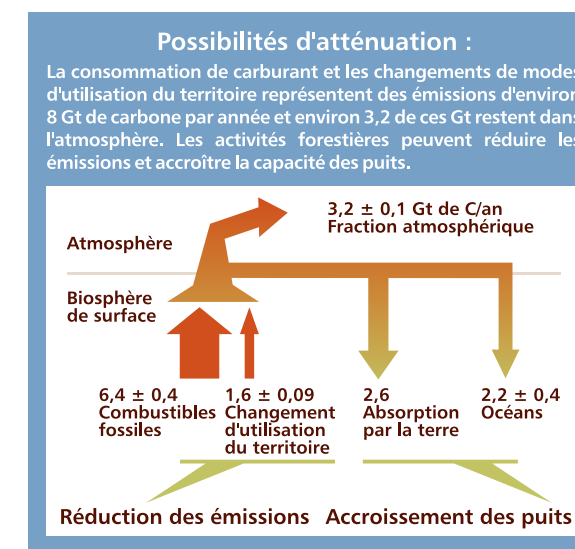 Possibilités d'atténuation :
La consommation de carburant et les changements de modes
d'utilisation du territoire représentent des émissions d'environ
8 Gt de carbone par année et environ 3,2 de ces Gt restent dans
l'atmosphère. Les activités forestières peuvent réduire les
émissions et accroître la capacité des puits.
3,2 ± 0,1 Gt de C/an
Fraction atmosphérique
Atmosphère
Biosphère
de surface
6,4 ± 0,4
Combustibles
fossiles
1,6 ± 0,09
Changement
d'utilisation
du territoire
2,6
Absorption
par la terre
2,2 ± 0,4
Océans
Réduction des émissions
Accroissement des puits